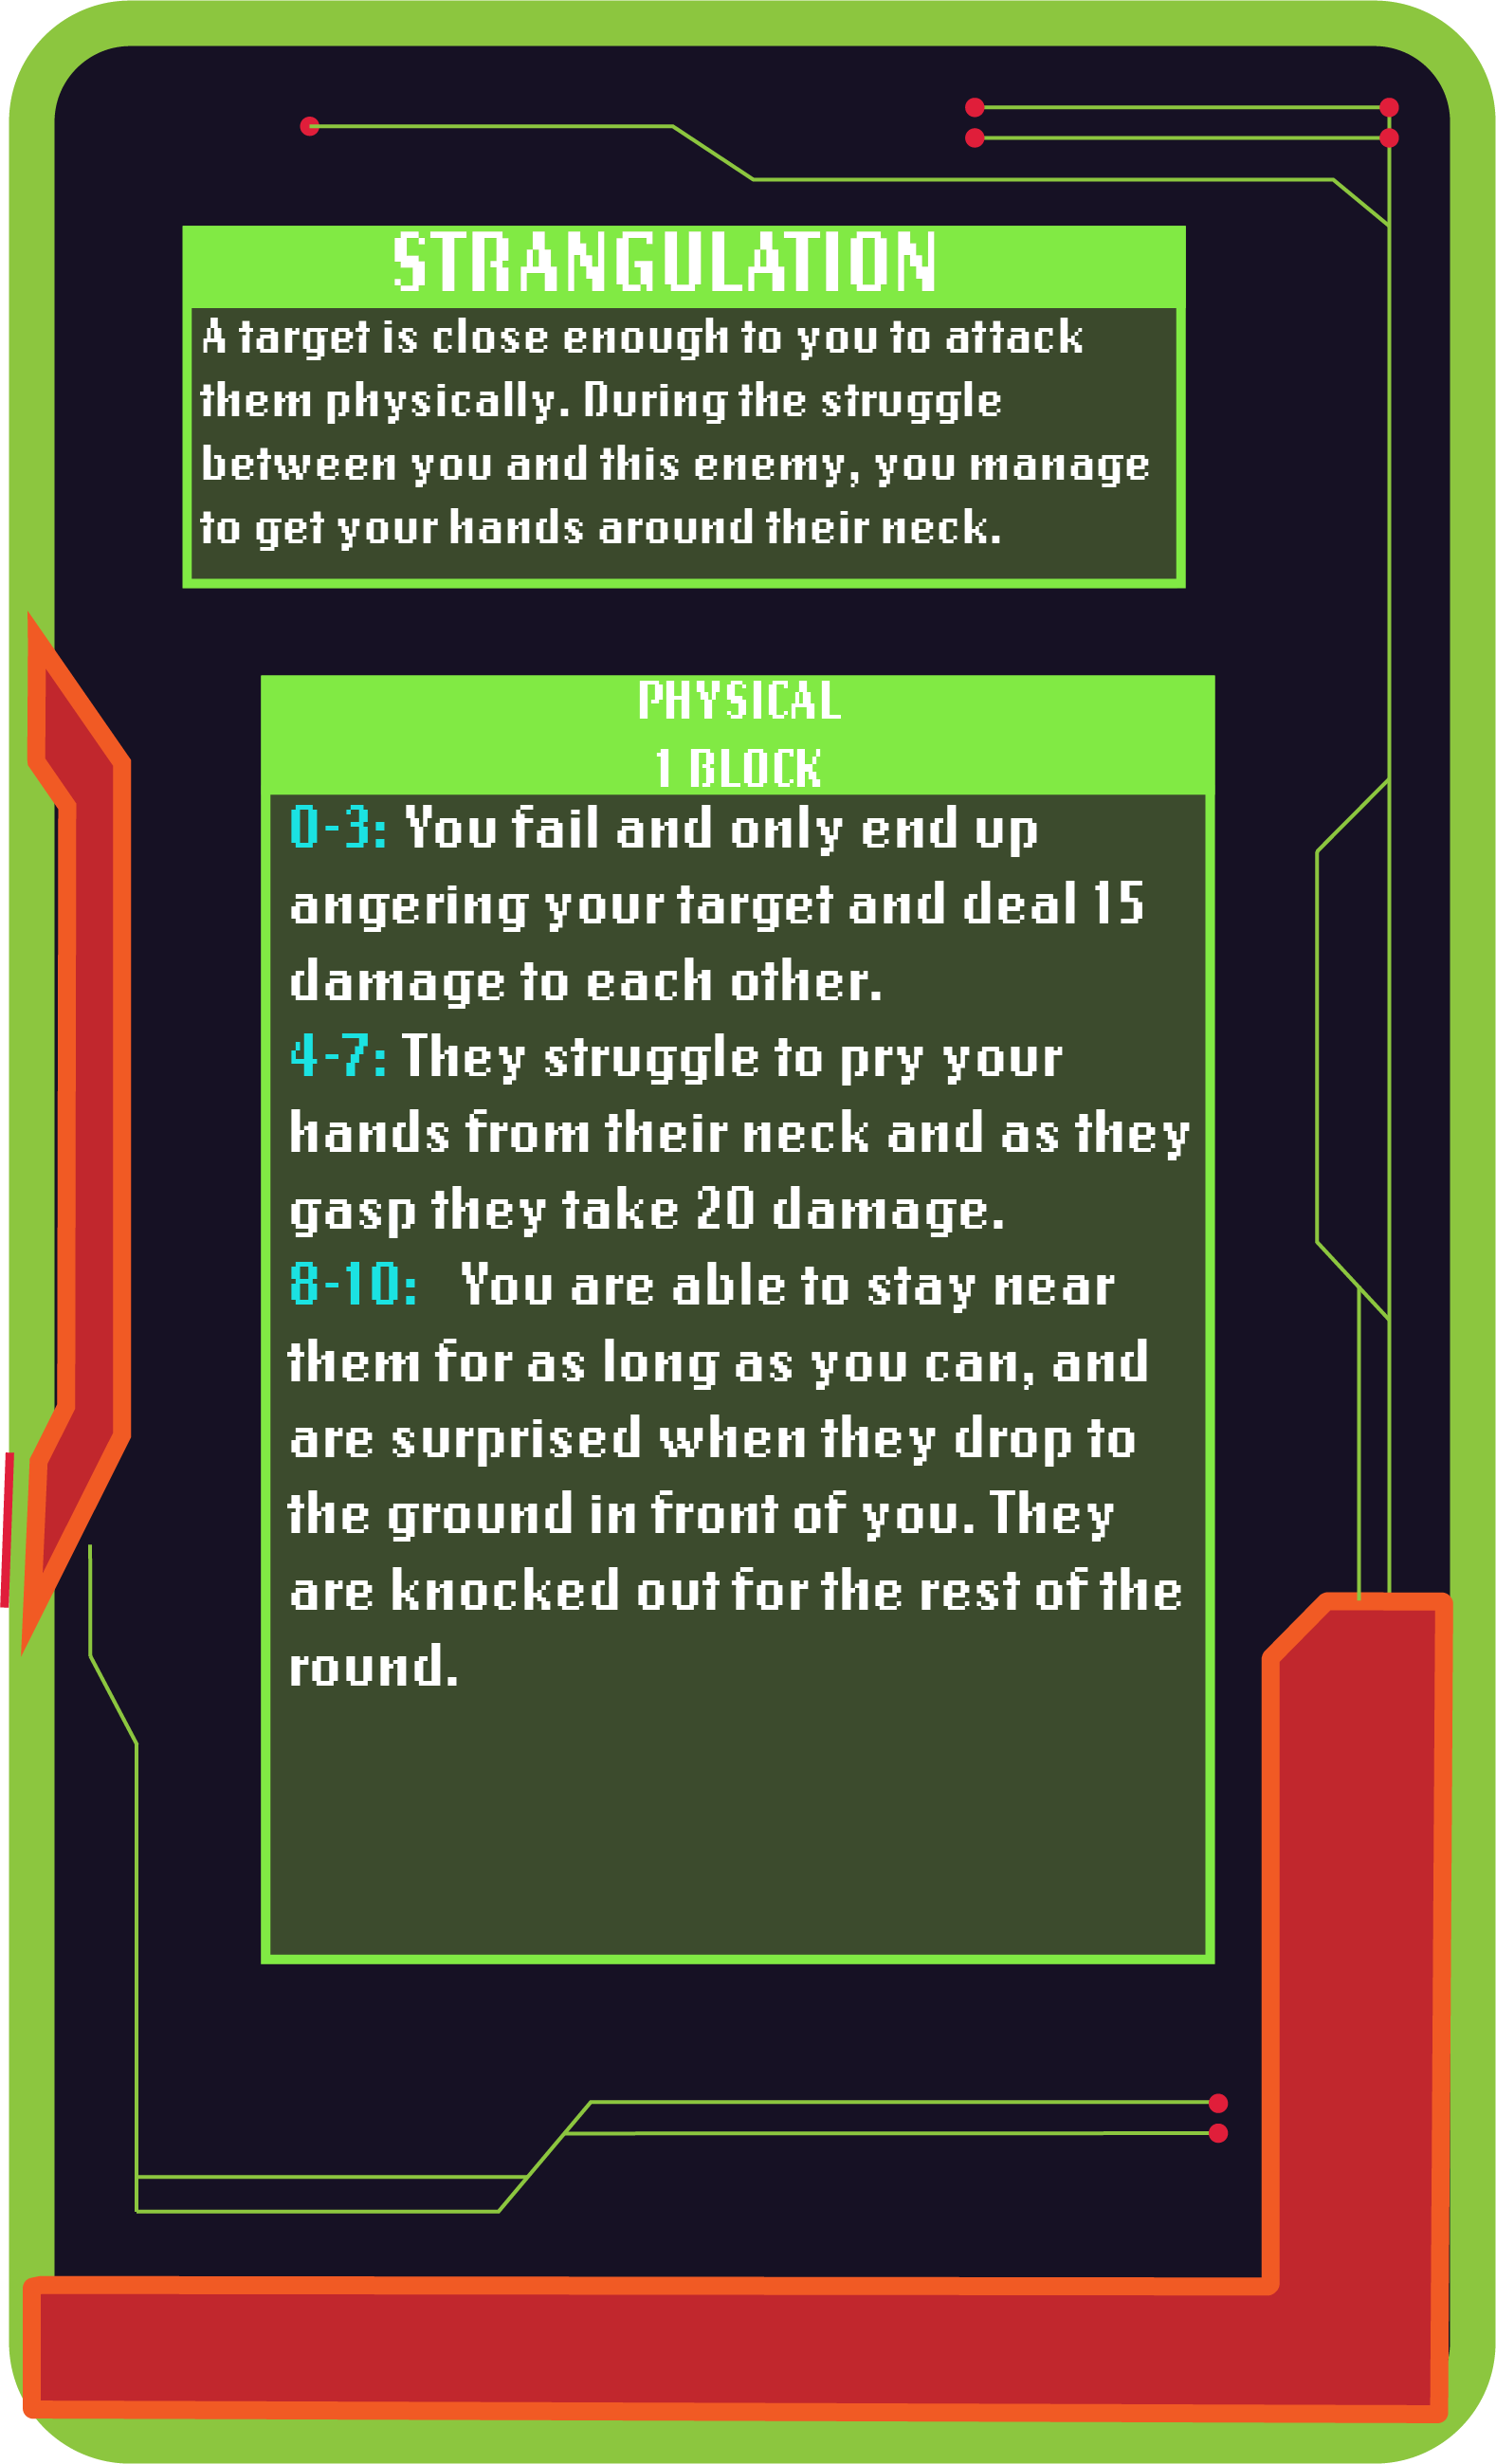 STRANGULATION
A target is close enough to you to attack
them physically. During the struggle
between you and this enemy, you manage
to get your hands around their neck.
PHYSICAL
1 BLOCK
0-3: You fail and only end up
angering your target and deal 15
damage to each other.
4-7: They struggle to pry your
hands from their neck and as they
gasp they take 20 damage.
8-10: You are able to stay near
them for as long as you can, and
are surprised when they drop to
the ground in front of you. They
are knocked out for the rest of the
round.